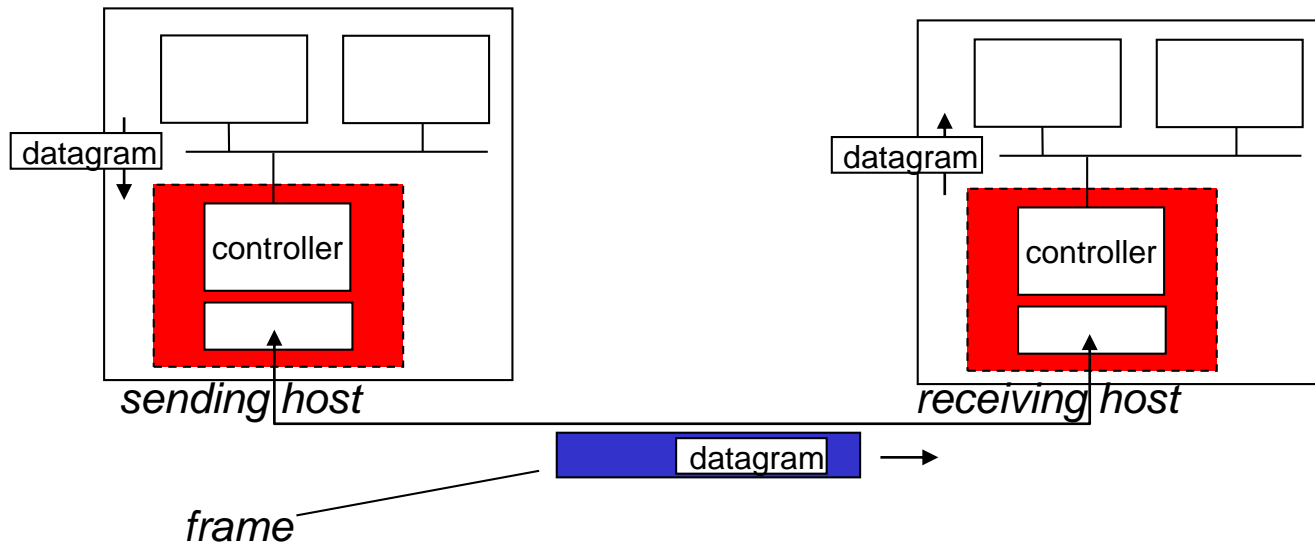 datagram
controller
sending host
datagram
controller
receiving host
datagram
frame